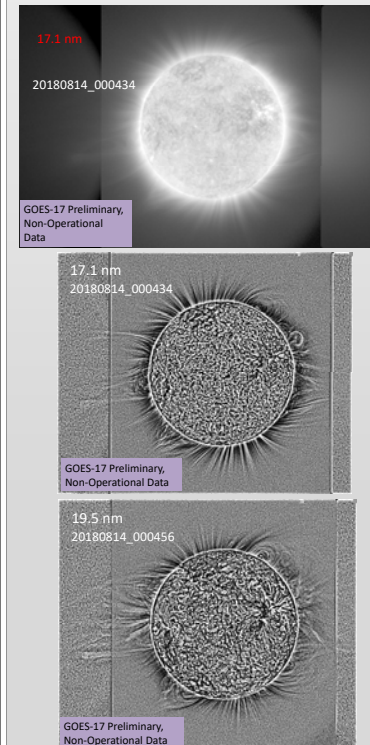 17.1 nm
20180814_000434
GOES-17 Preliminary,
Non-Operational
Data
17.1 nm
20180814_000434
GOES-17 Preliminary,
Non-Operational Data
19.5 nm
20180814_000456
GOES-17 Preliminary,
Non-Operational Data